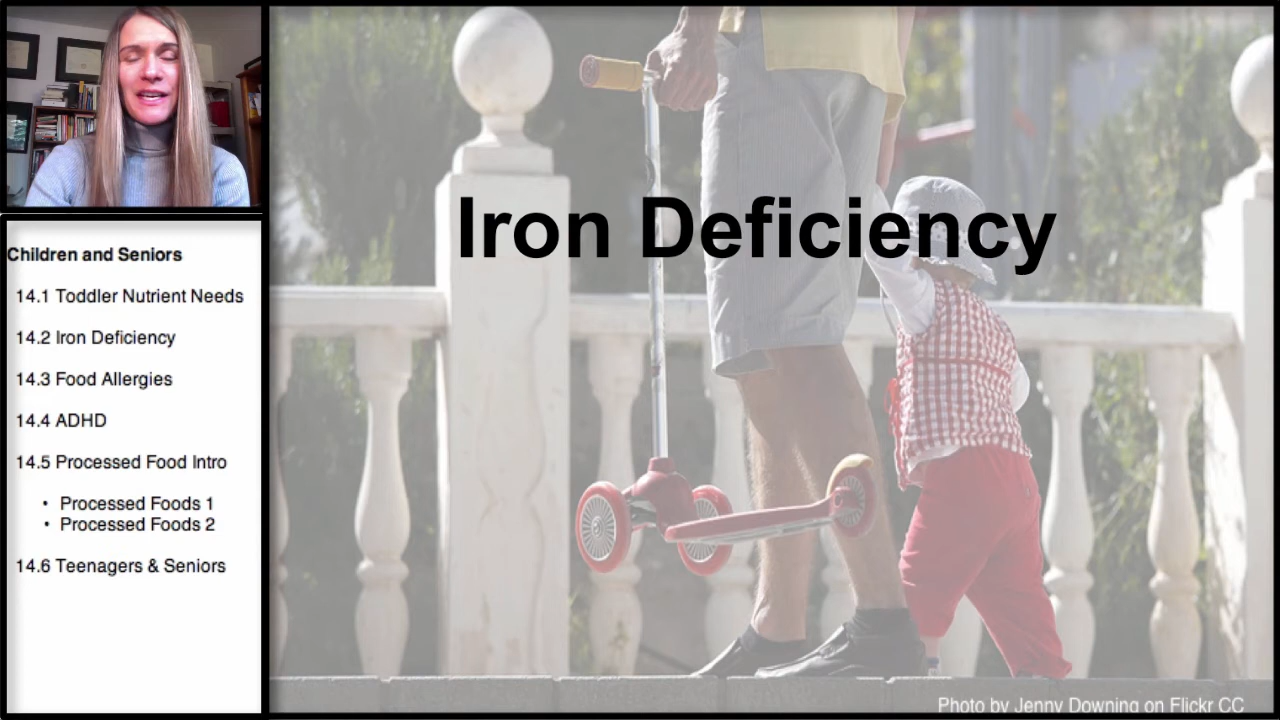 Iron Deficiency
Children and Seniors
14.1 Toddler Nutrient Needs
14.2 Iron Deficiency
14.3 Food Allergies
14.4 ADHD
14.5 Processed Food Intro
• Processed Foods 1
• Processed Foods 2
14.6 Teenagers & Seniors
Photo by Jenny Downing on Flickr CC